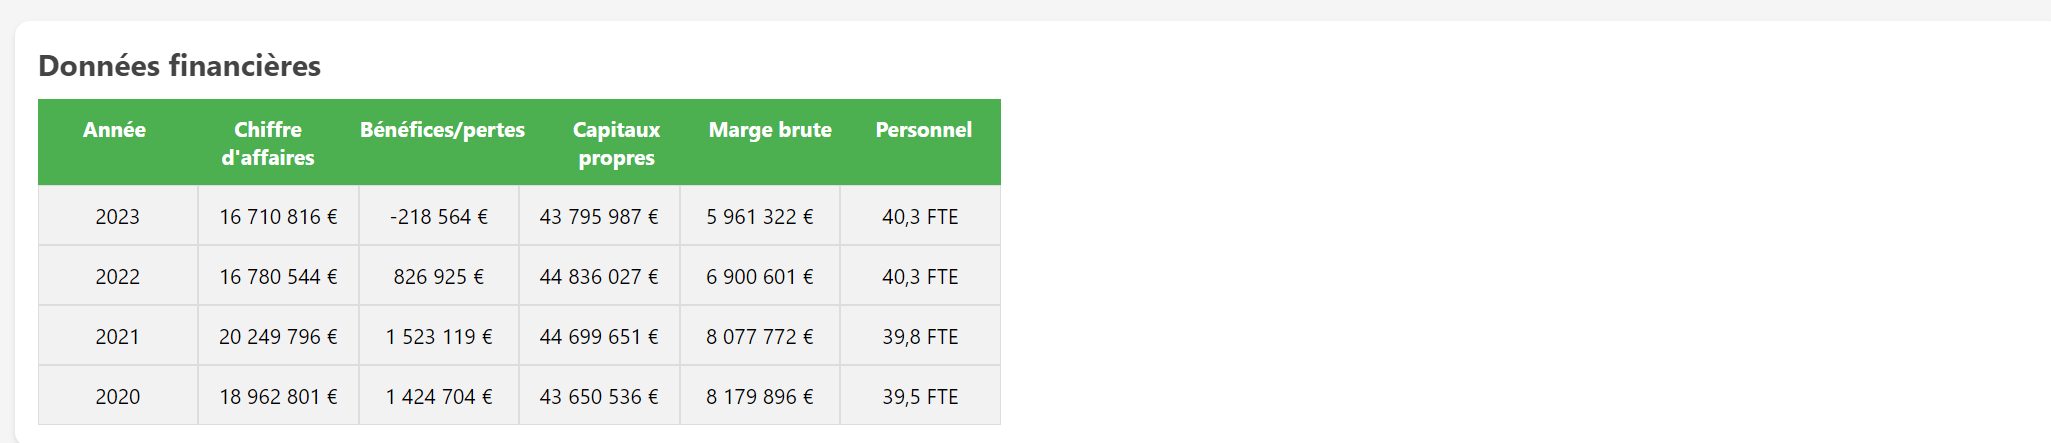 Données financières
Année Chiffre d'affaires Bénéfices/pertes Capitaux propres Marge brute Personnel
2023 16 710 816 € -218 564 € 43 795 987 € 5 961 322 € 40,3 FTE
2022 16 780 544 € 826 925 € 44 836 027 € 6 900 601 € 40,3 FTE
2021 20 249 796 € 1 523 119 € 44 699 651 € 8 077 772 € 39,8 FTE
2020 18 962 801 € 1 424 704 € 43 650 536 € 8 179 896 € 39,5 FTE